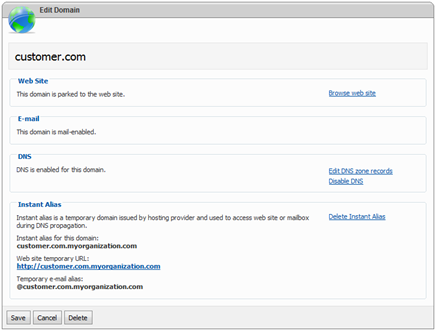 Edit Domain
customer.com
Web Site
This domain is parked to the web site.
Browse web site
E-mail
This domain is mail-enabled.
DNS
DNS is enabled for this domain.
Edit DNS zone records
Disable DNS
Instant Alias
Instant alias is a temporary domain issued by hosting provider and used to access web site or mailbox
during DNS propagation.
Delete Instant Alias
Instant alias for this domain:
customer.com.myorganization.com
Web site temporary URL:
http://customer.com.myorganization.com
Temporary e-mail alias:
@customer.com.myorganization.com
Save
Cancel
Delete